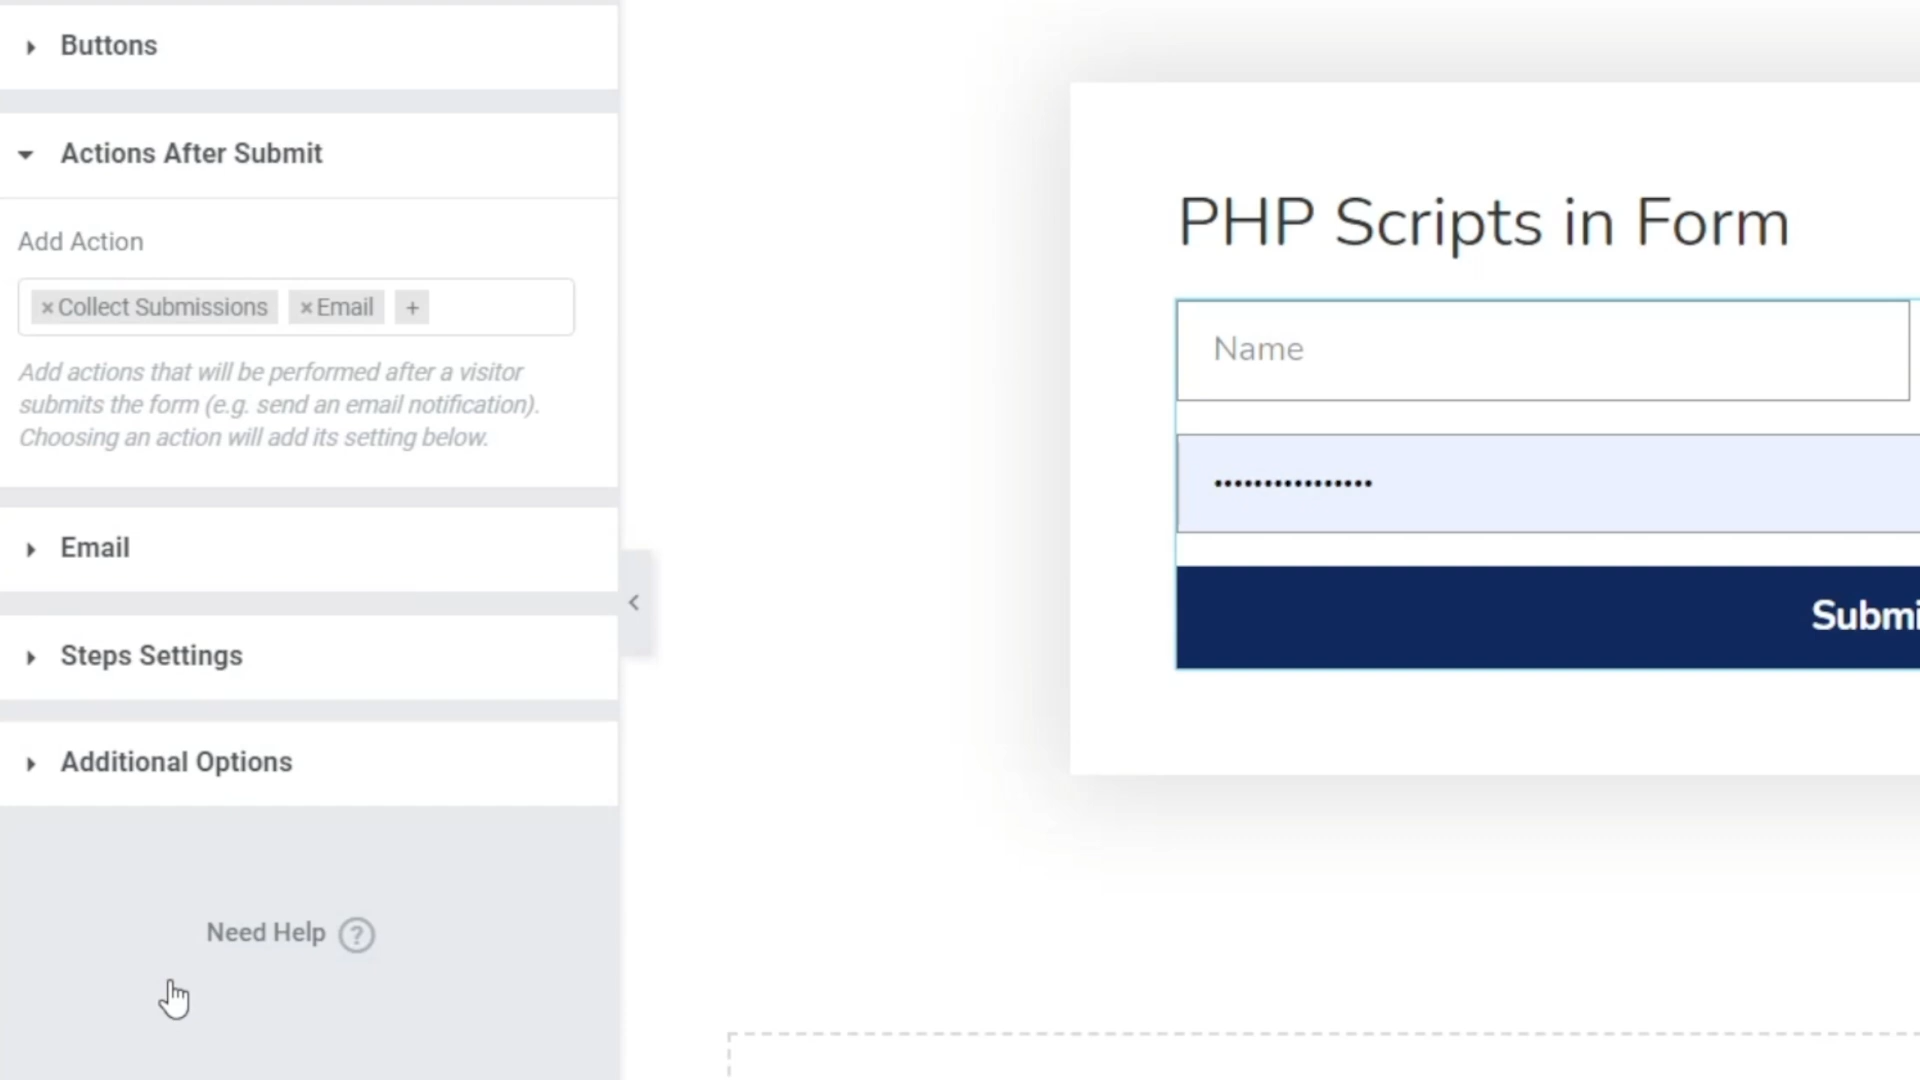 Buttons
Actions After Submit
Add Action
×Collect Submissions ×Email +
Add actions that will be performed after a visitor
submits the form (e.g. send an email notification).
Choosing an action will add its setting below.
Email
Steps Settings
Additional Options
Need Help ?
PHP Scripts in Form
Name
••••••••••••••••
Submi